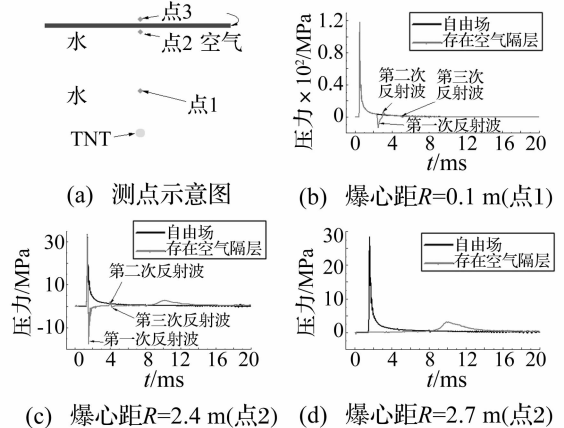 点3
水
点2 空气
水
点1
TNT
(a) 测点示意图
压力×10²/MPa
1.2
0.8
0.4
0
自由场
存在空气隔层
第二次反射波
第三次反射波
第一次反射波
0 4 8 12 16 20
t/ms
(b) 爆心距R=0.1 m(点1)
压力/MPa
30
10
-10
自由场
存在空气隔层
第二次反射波
第三次反射波
第一次反射波
0 4 8 12 16 20
t/ms
(c) 爆心距R=2.4 m(点2)
压力/MPa
30
20
10
0
自由场
存在空气隔层
0 4 8 12 16 20
t/ms
(d) 爆心距R=2.7 m(点2)